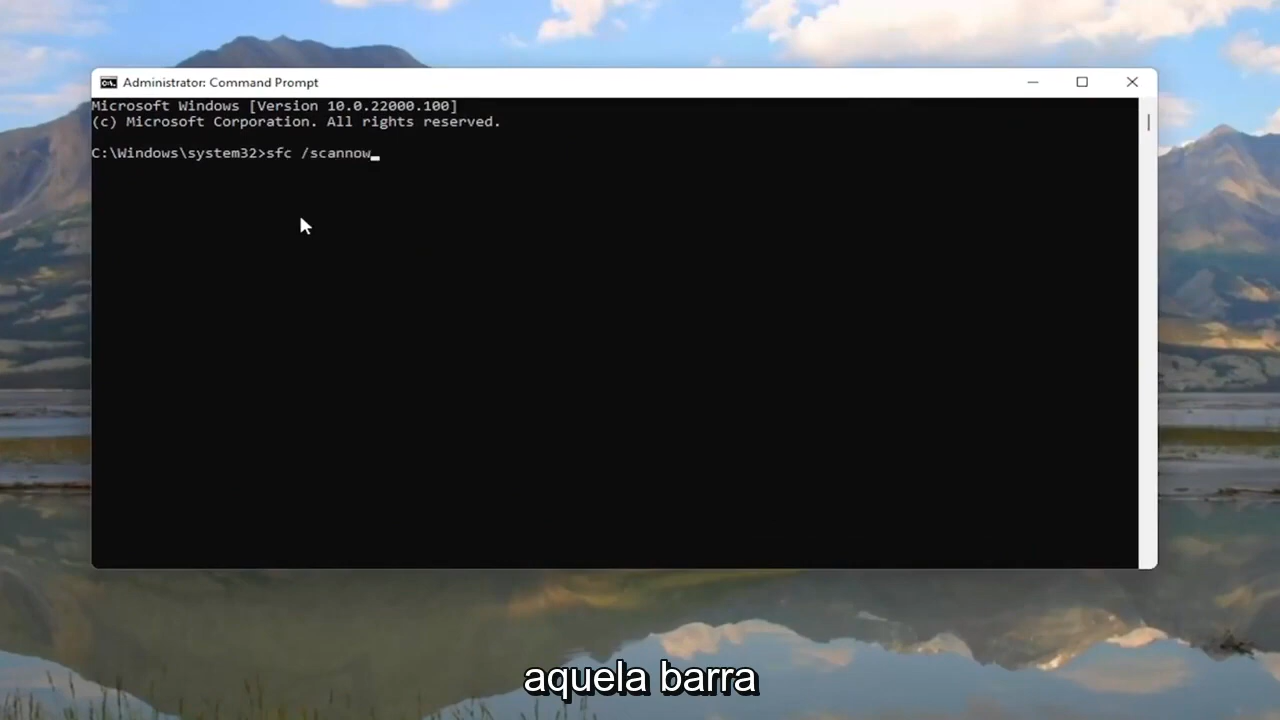 Administrator: Command Prompt
Microsoft Windows [Version 10.0.22000.100]
(c) Microsoft Corporation. All rights reserved.
C:\Windows\system32>sfc /scannow
aquela barra